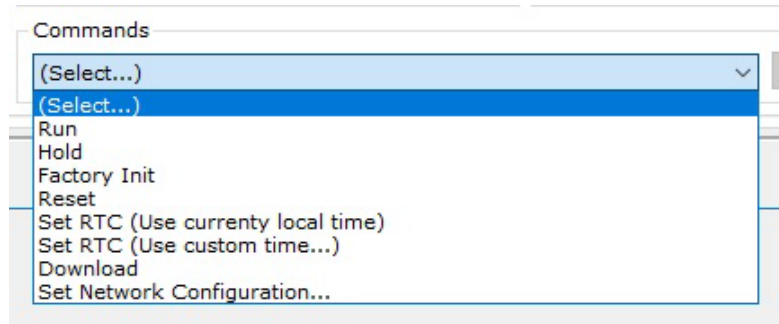 Commands
(Select...)
(Select...)
Run
Hold
Factory Init
Reset
Set RTC (Use currenty local time)
Set RTC (Use custom time...)
Download
Set Network Configuration...